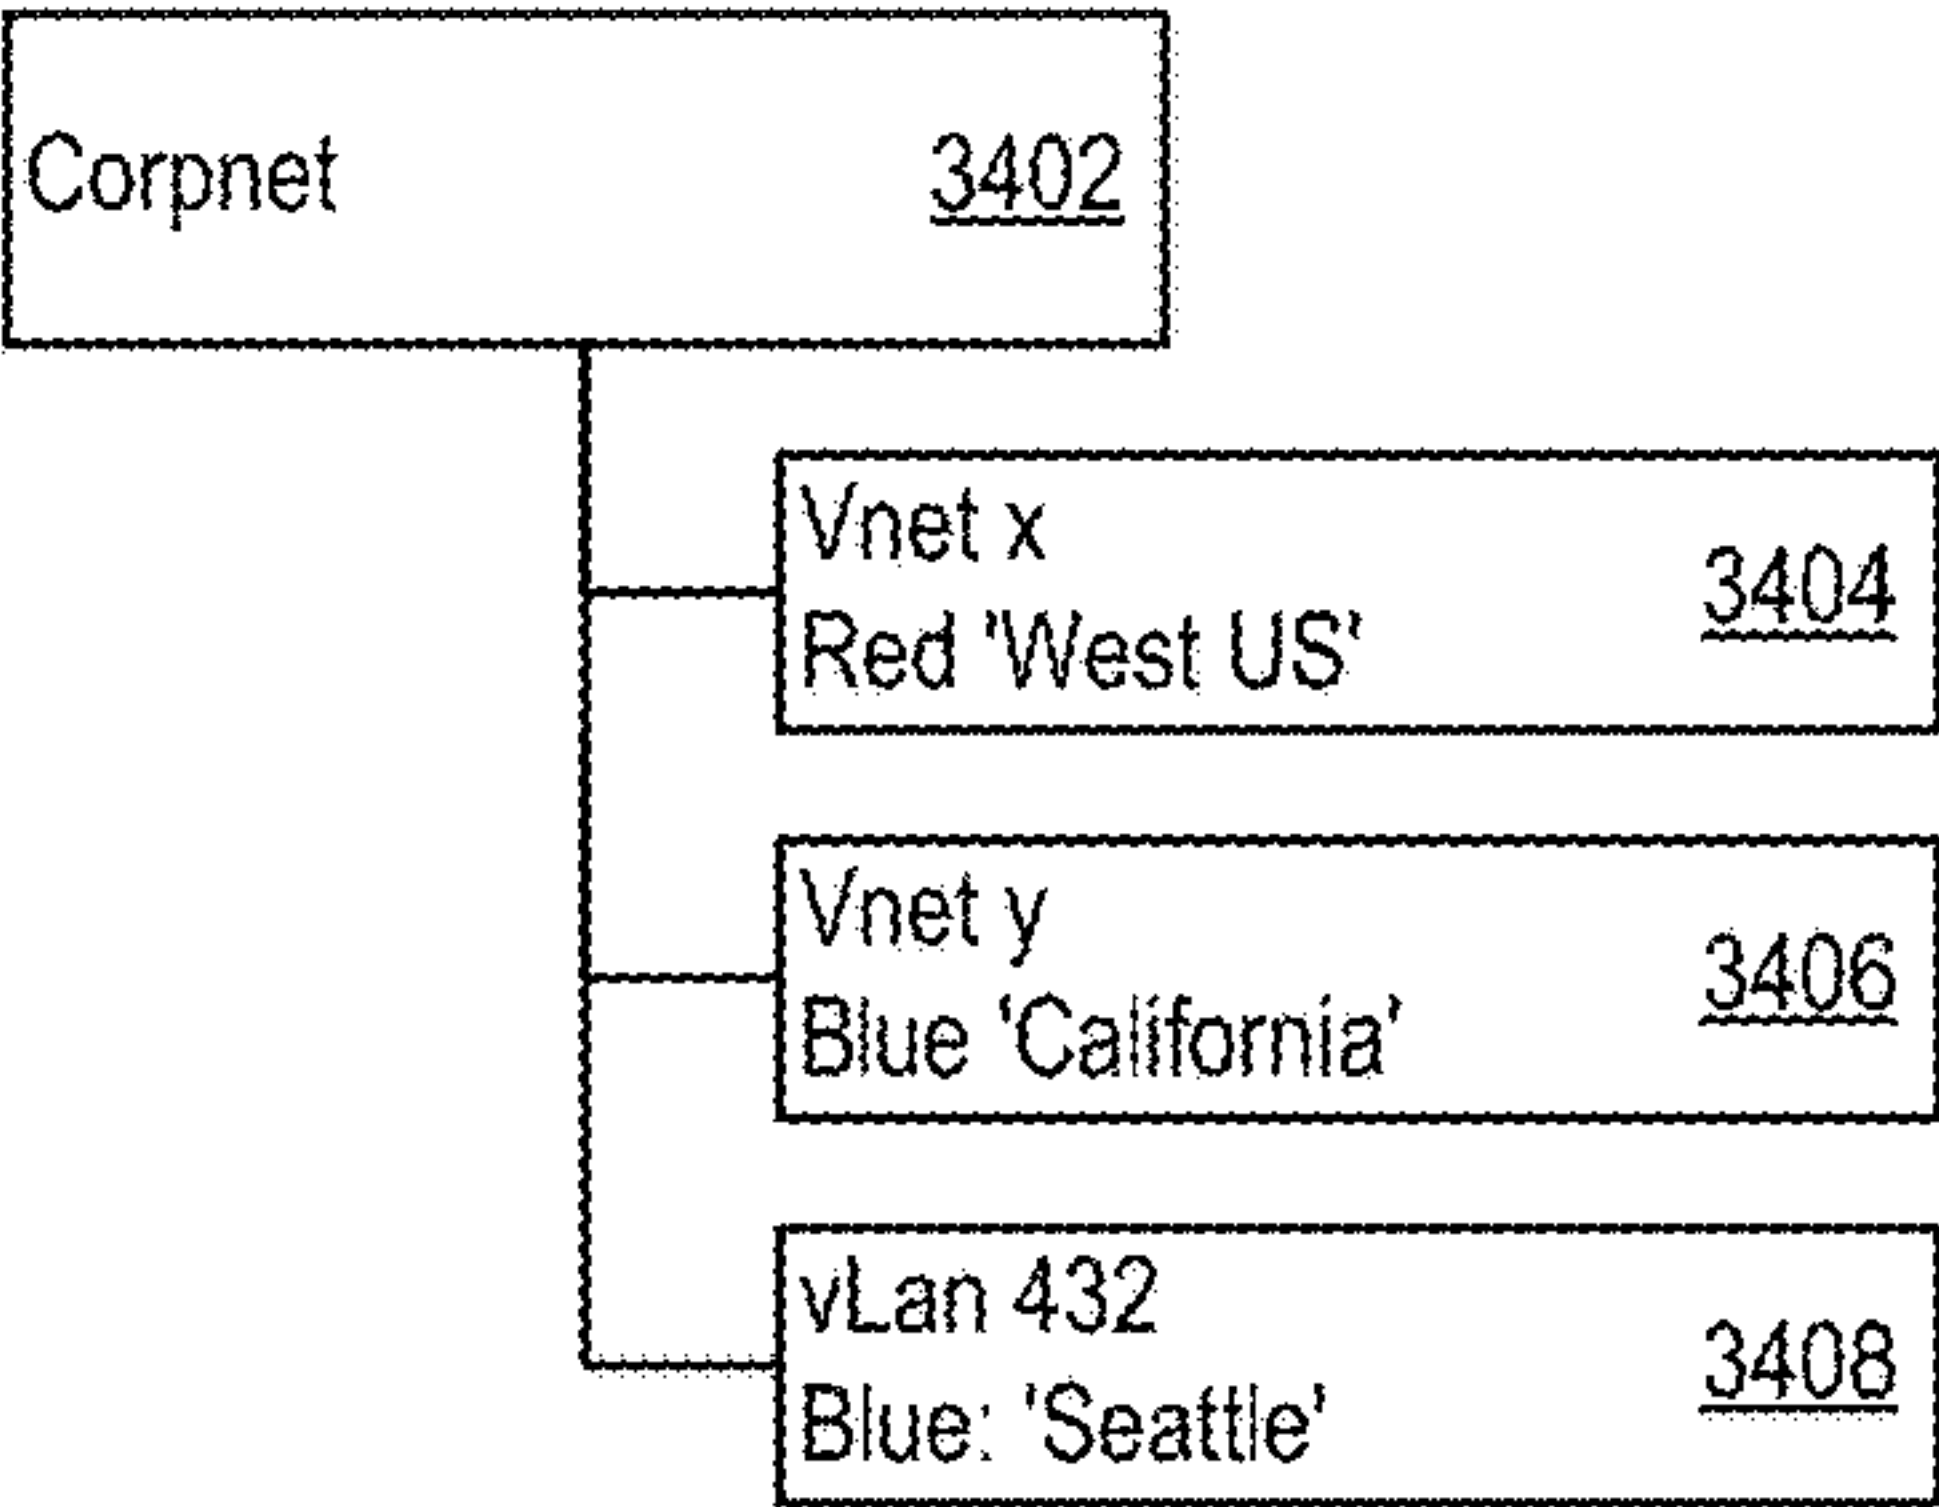 Corpnet 3402
Vnet x
Red 'West US'
3404
Vnet y
Blue 'California'
3406
vLan 432
Blue: 'Seattle'
3408